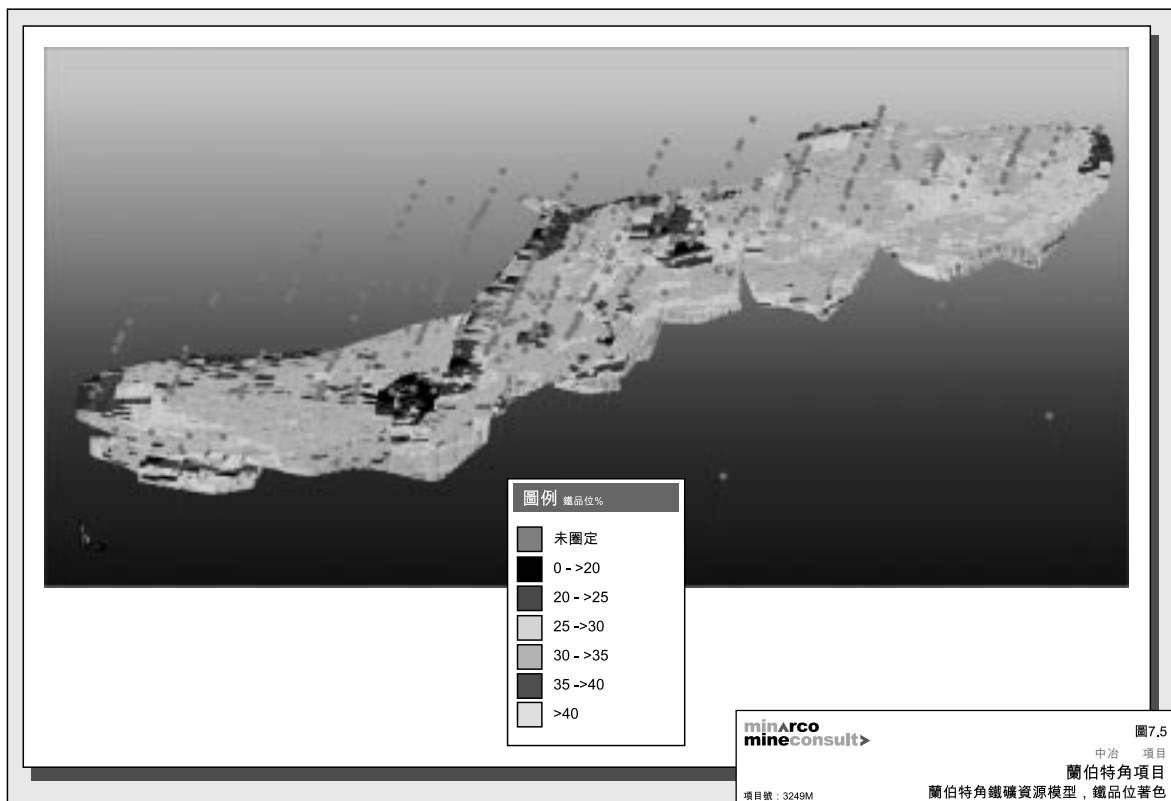 圖例 鐵品位%
未圈定
0 - >20
20 - >25
25 ->30
30 - >35
35 ->40
>40
minarco
mineconsult>
圖7.5
中冶 項目
蘭伯特角項目
項目號：3249M
蘭伯特角鐵礦資源模型，鐵品位著色